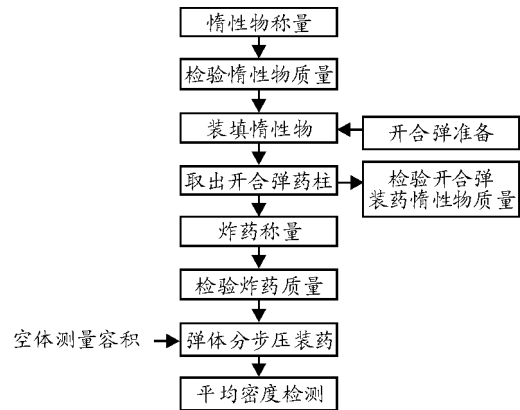 惰性物称量
检验惰性物质量
装填惰性物
开合弹准备
取出开合弹药柱
检验开合弹
装药惰性物质量
炸药称量
检验炸药质量
空体测量容积
弹体分步压装药
平均密度检测